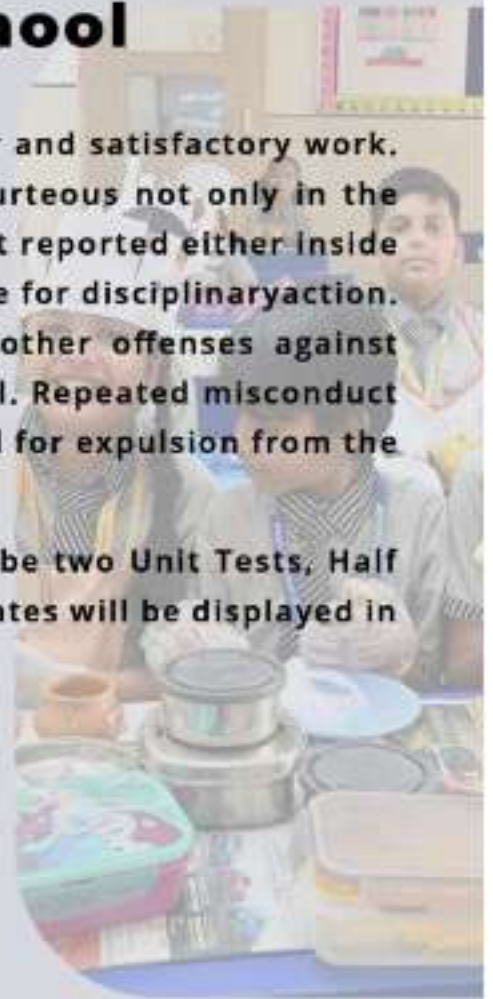 hool
and satisfactory work.
urteous not only in the
t reported either inside
e for disciplinaryaction.
other offenses against
l. Repeated misconduct
for expulsion from the
be two Unit Tests, Half
ates will be displayed in